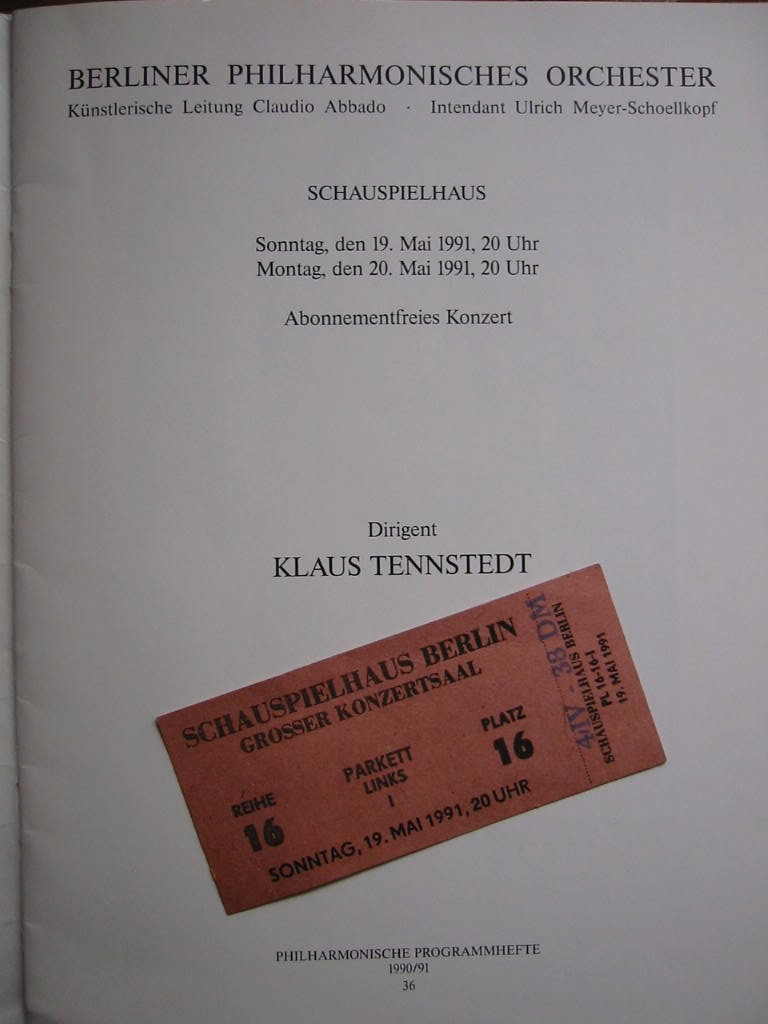 BERLINER PHILHARMONISCHES ORCHESTER
Künstlerische Leitung Claudio Abbado · Intendant Ulrich Meyer-Schoellkopf
SCHAUSPIELHAUS
Sonntag, den 19. Mai 1991, 20 Uhr
Montag, den 20. Mai 1991, 20 Uhr
Abonnementfreies Konzert
Dirigent
KLAUS TENNSTEDT
SCHAUSPIELHAUS BERLIN
GROSSER KONZERTSAAL
REIHE
16
PARKETT
LINKS
I
PLATZ
16
SONNTAG, 19. MAI 1991, 20 UHR
4/IV - 38 DM
SCHAUSPIELHAUS BERLIN
PL 16-16-I
19. MAI 1991
PHILHARMONISCHE PROGRAMMHEFTE
1990/91
36